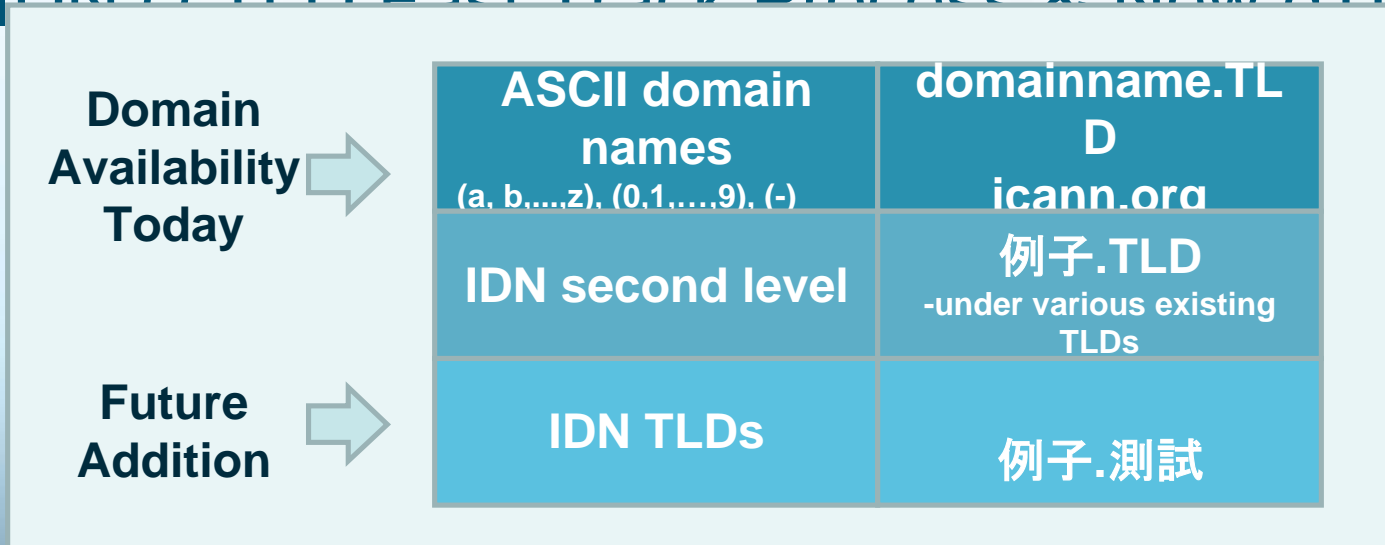 Domain
Availability
Today
ASCII domain
names
(a, b,...,z), (0,1,...,9), (-)
domainname.TL
D
icann.org
IDN second level
例子.TLD
-under various existing
TLDs
Future
Addition
IDN TLDs
例子.測試